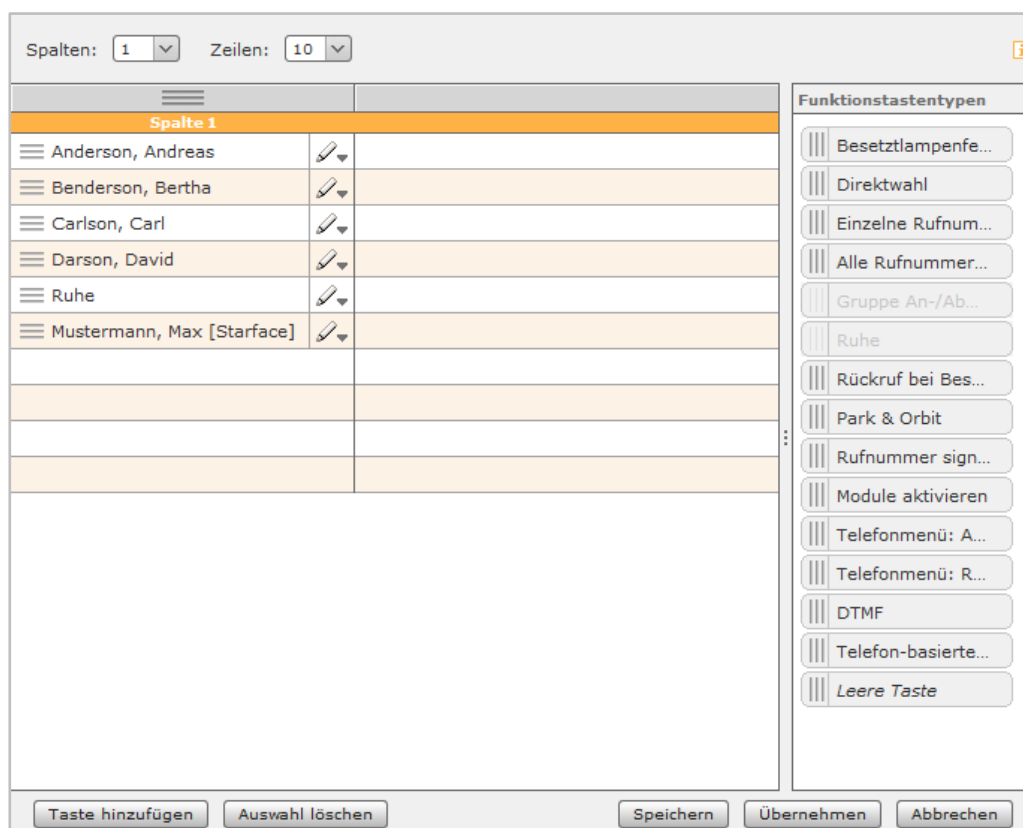 Spalten: 1 Zeilen: 10
Spalte 1
Anderson, Andreas
Benderson, Bertha
Carlson, Carl
Darson, David
Ruhe
Mustermann, Max [Starface]
Funktionstastentypen
Besetztlampenfe...
Direktwahl
Einzelne Rufnum...
Alle Rufnummer...
Gruppe An-/Ab...
Ruhe
Rückruf bei Bes...
Park & Orbit
Rufnummer sign...
Module aktivieren
Telefonmenü: A...
Telefonmenü: R...
DTMF
Telefon-basierte...
Leere Taste
Taste hinzufügen Auswahl löschen Speichern Übernehmen Abbrechen